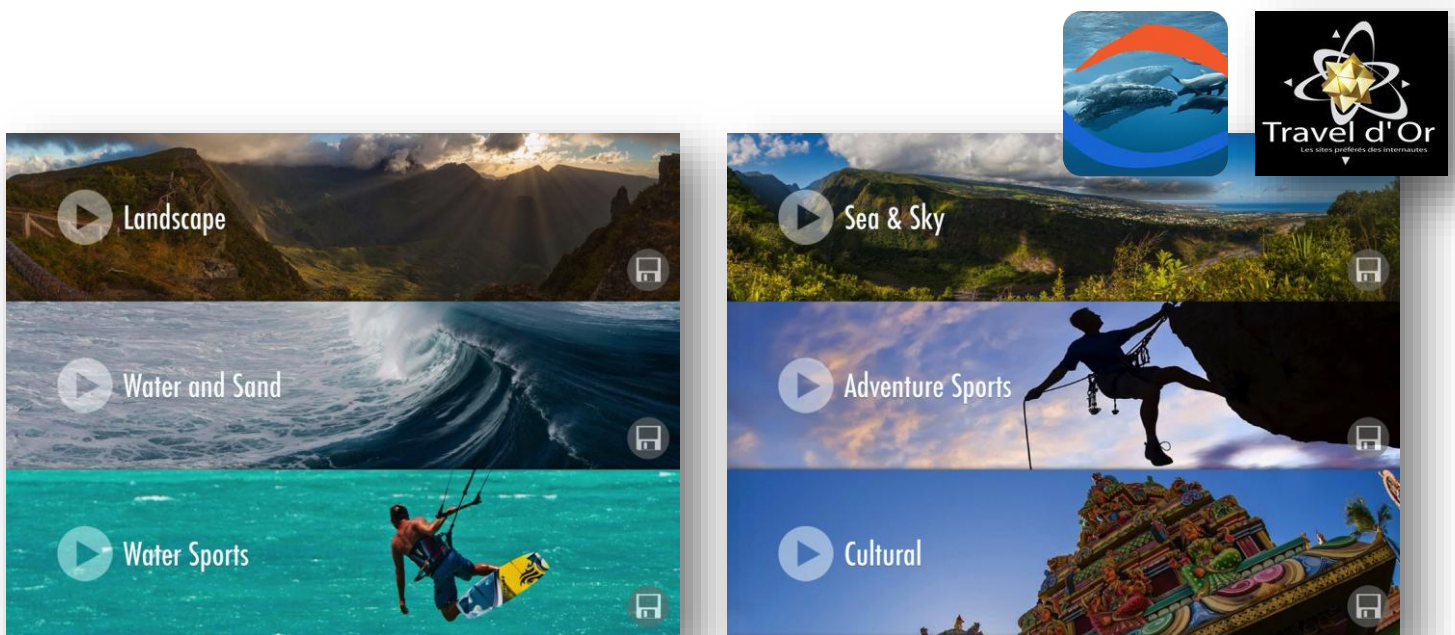 Travel d'Or
Les sites préférés des internautes
Landscape
Water and Sand
Water Sports
Sea & Sky
Adventure Sports
Cultural